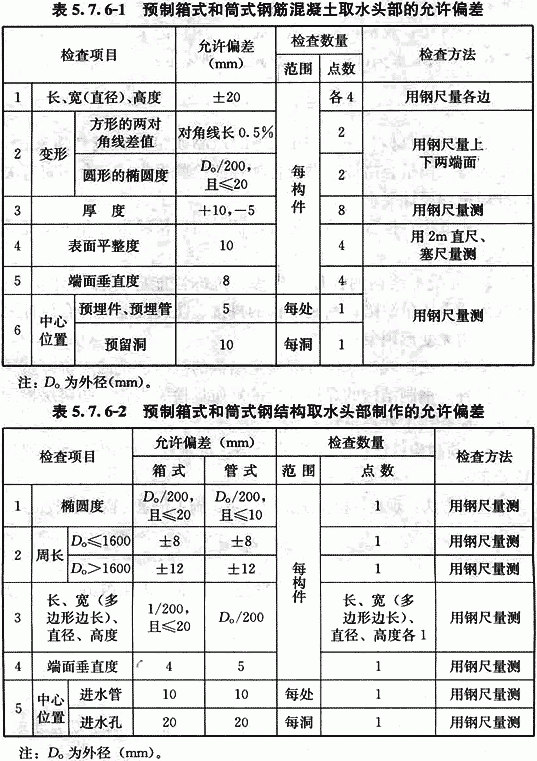 表 5.7.6-1 预制箱式和筒式钢筋混凝土取水头部的允许偏差
检查项目 允许偏差（mm） 检查数量 检查方法
范围 点数
1 长、宽(直径)、高度 ±20 每构件 各 4 用钢尺量各边
2 变形 方形的两对角线差值 对角线长 0.5% 2 用钢尺量上下两端面
圆形的椭圆度 D₀/200，且≤20 2
3 厚 度 +10，-5 8 用钢尺量测
4 表面平整度 10 4 用 2m 直尺、塞尺量测
5 端面垂直度 8 4 用钢尺量测
6 中心位置 预埋件、预埋管 5 每处 1
预留洞 10 每洞 1
注：D₀ 为外径(mm)。
表 5.7.6-2 预制箱式和筒式钢结构取水头部制作的允许偏差
检查项目 允许偏差（mm） 检查数量 检查方法
箱 式 管 式 范 围 点 数
1 椭圆度 D₀/200，且≤20 D₀/200，且≤10 每构件 1 用钢尺量测
2 周长 D₀≤1600 ±8 ±8 1 用钢尺量测
D₀>1600 ±12 ±12 1 用钢尺量测
3 长、宽（多边形边长）、直径、高度 1/200，且≤20 D₀/200 长、宽（多边形边长）、直径、高度各 1 用钢尺量测
4 端面垂直度 4 5 1 用钢尺量测
5 中心位置 进水管 10 10 每处 1 用钢尺量测
进水孔 20 20 每洞 1 用钢尺量测
注：D₀ 为外径（mm）。